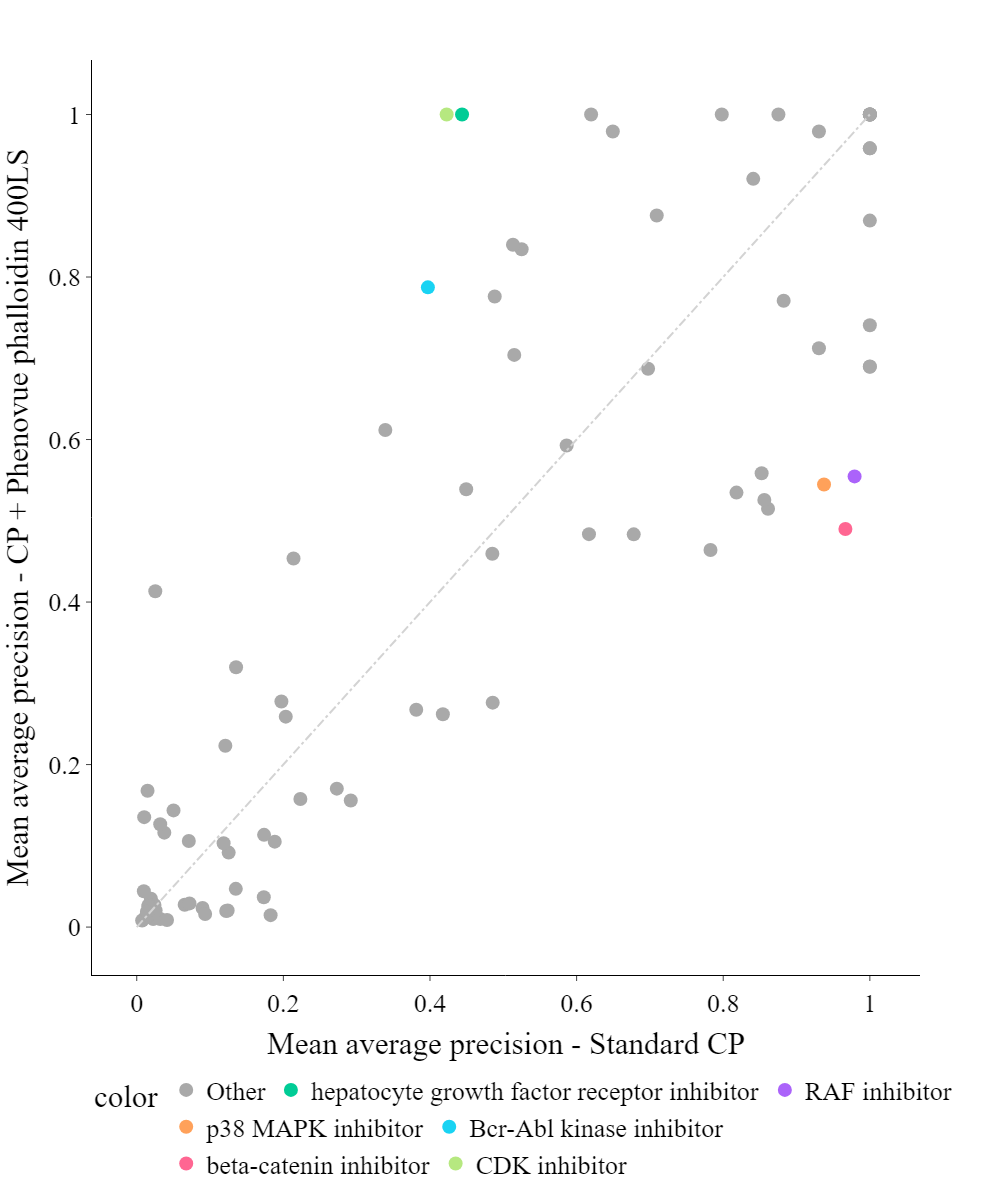 Mean average precision - CP + Phenovue phalloidin 400LS
1
0.8
0.6
0.4
0.2
0
0 0.2 0.4 0.6 0.8 1
Mean average precision - Standard CP
color Other hepatocyte growth factor receptor inhibitor RAF inhibitor
p38 MAPK inhibitor Bcr-Abl kinase inhibitor
beta-catenin inhibitor CDK inhibitor